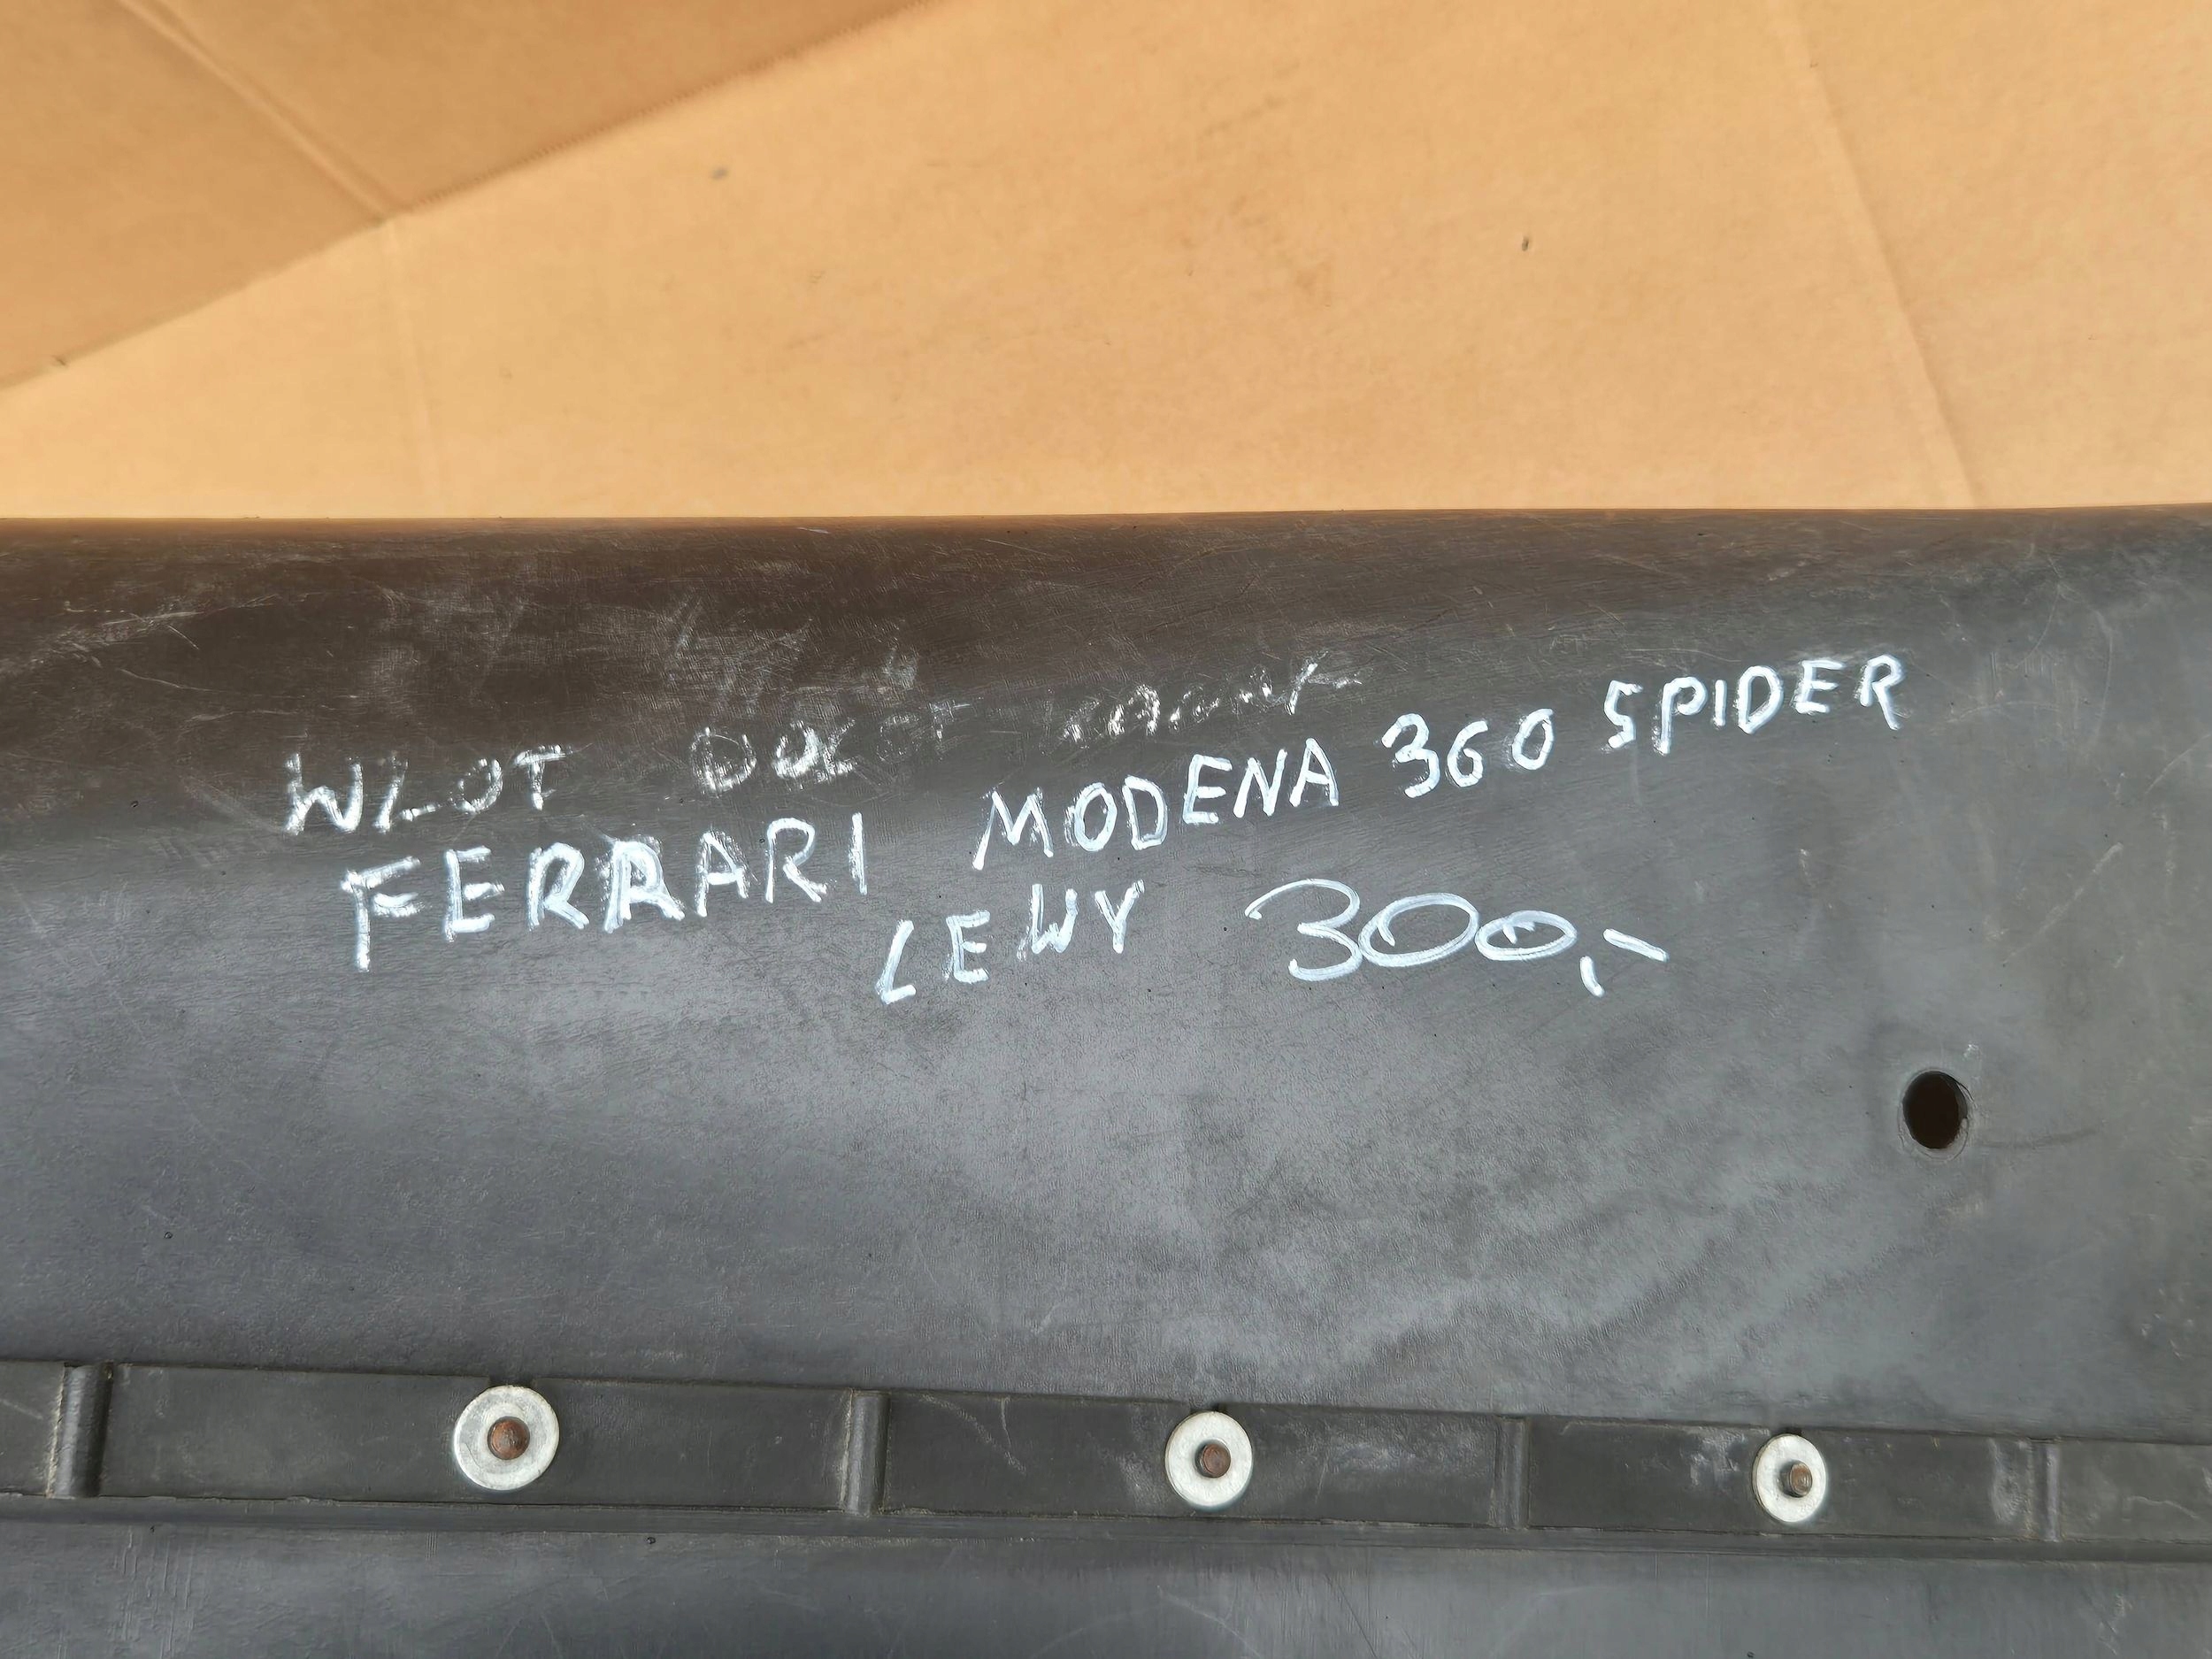 WLOT
FERRARI MODENA 360 SPIDER
LEWY 300,-